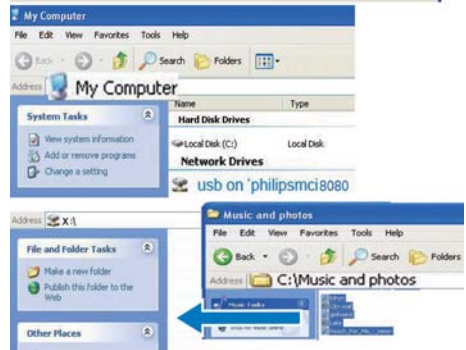 My Computer
File Edit View Favorites Tools Help
Back Search Folders
Address My Computer
Name Type
System Tasks
Hard Disk Drives
View system information
Local Disk (C:) Local Disk
Add or remove programs
Network Drives
Change a setting
usb on 'philipsmci8080
Address X:\
Music and photos
File Edit View Favorites Tools Help
File and Folder Tasks
Back Search Folders
Make a new folder
Address C:\Music and photos
Publish this folder to the
Web
Music Tasks
Other Places